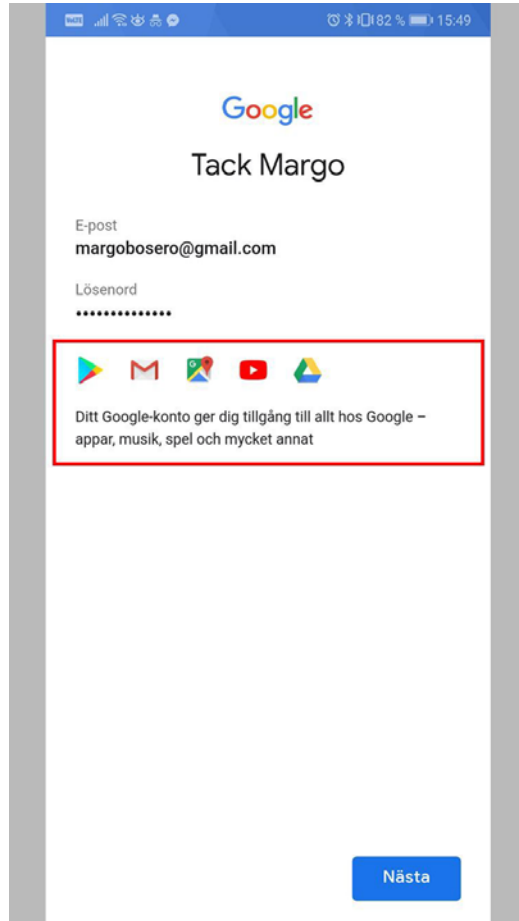 82 % 15:49
Google
Tack Margo
E-post
margobosero@gmail.com
Lösenord
••••••••••••••
Ditt Google-konto ger dig tillgång till allt hos Google –
appar, musik, spel och mycket annat
Nästa